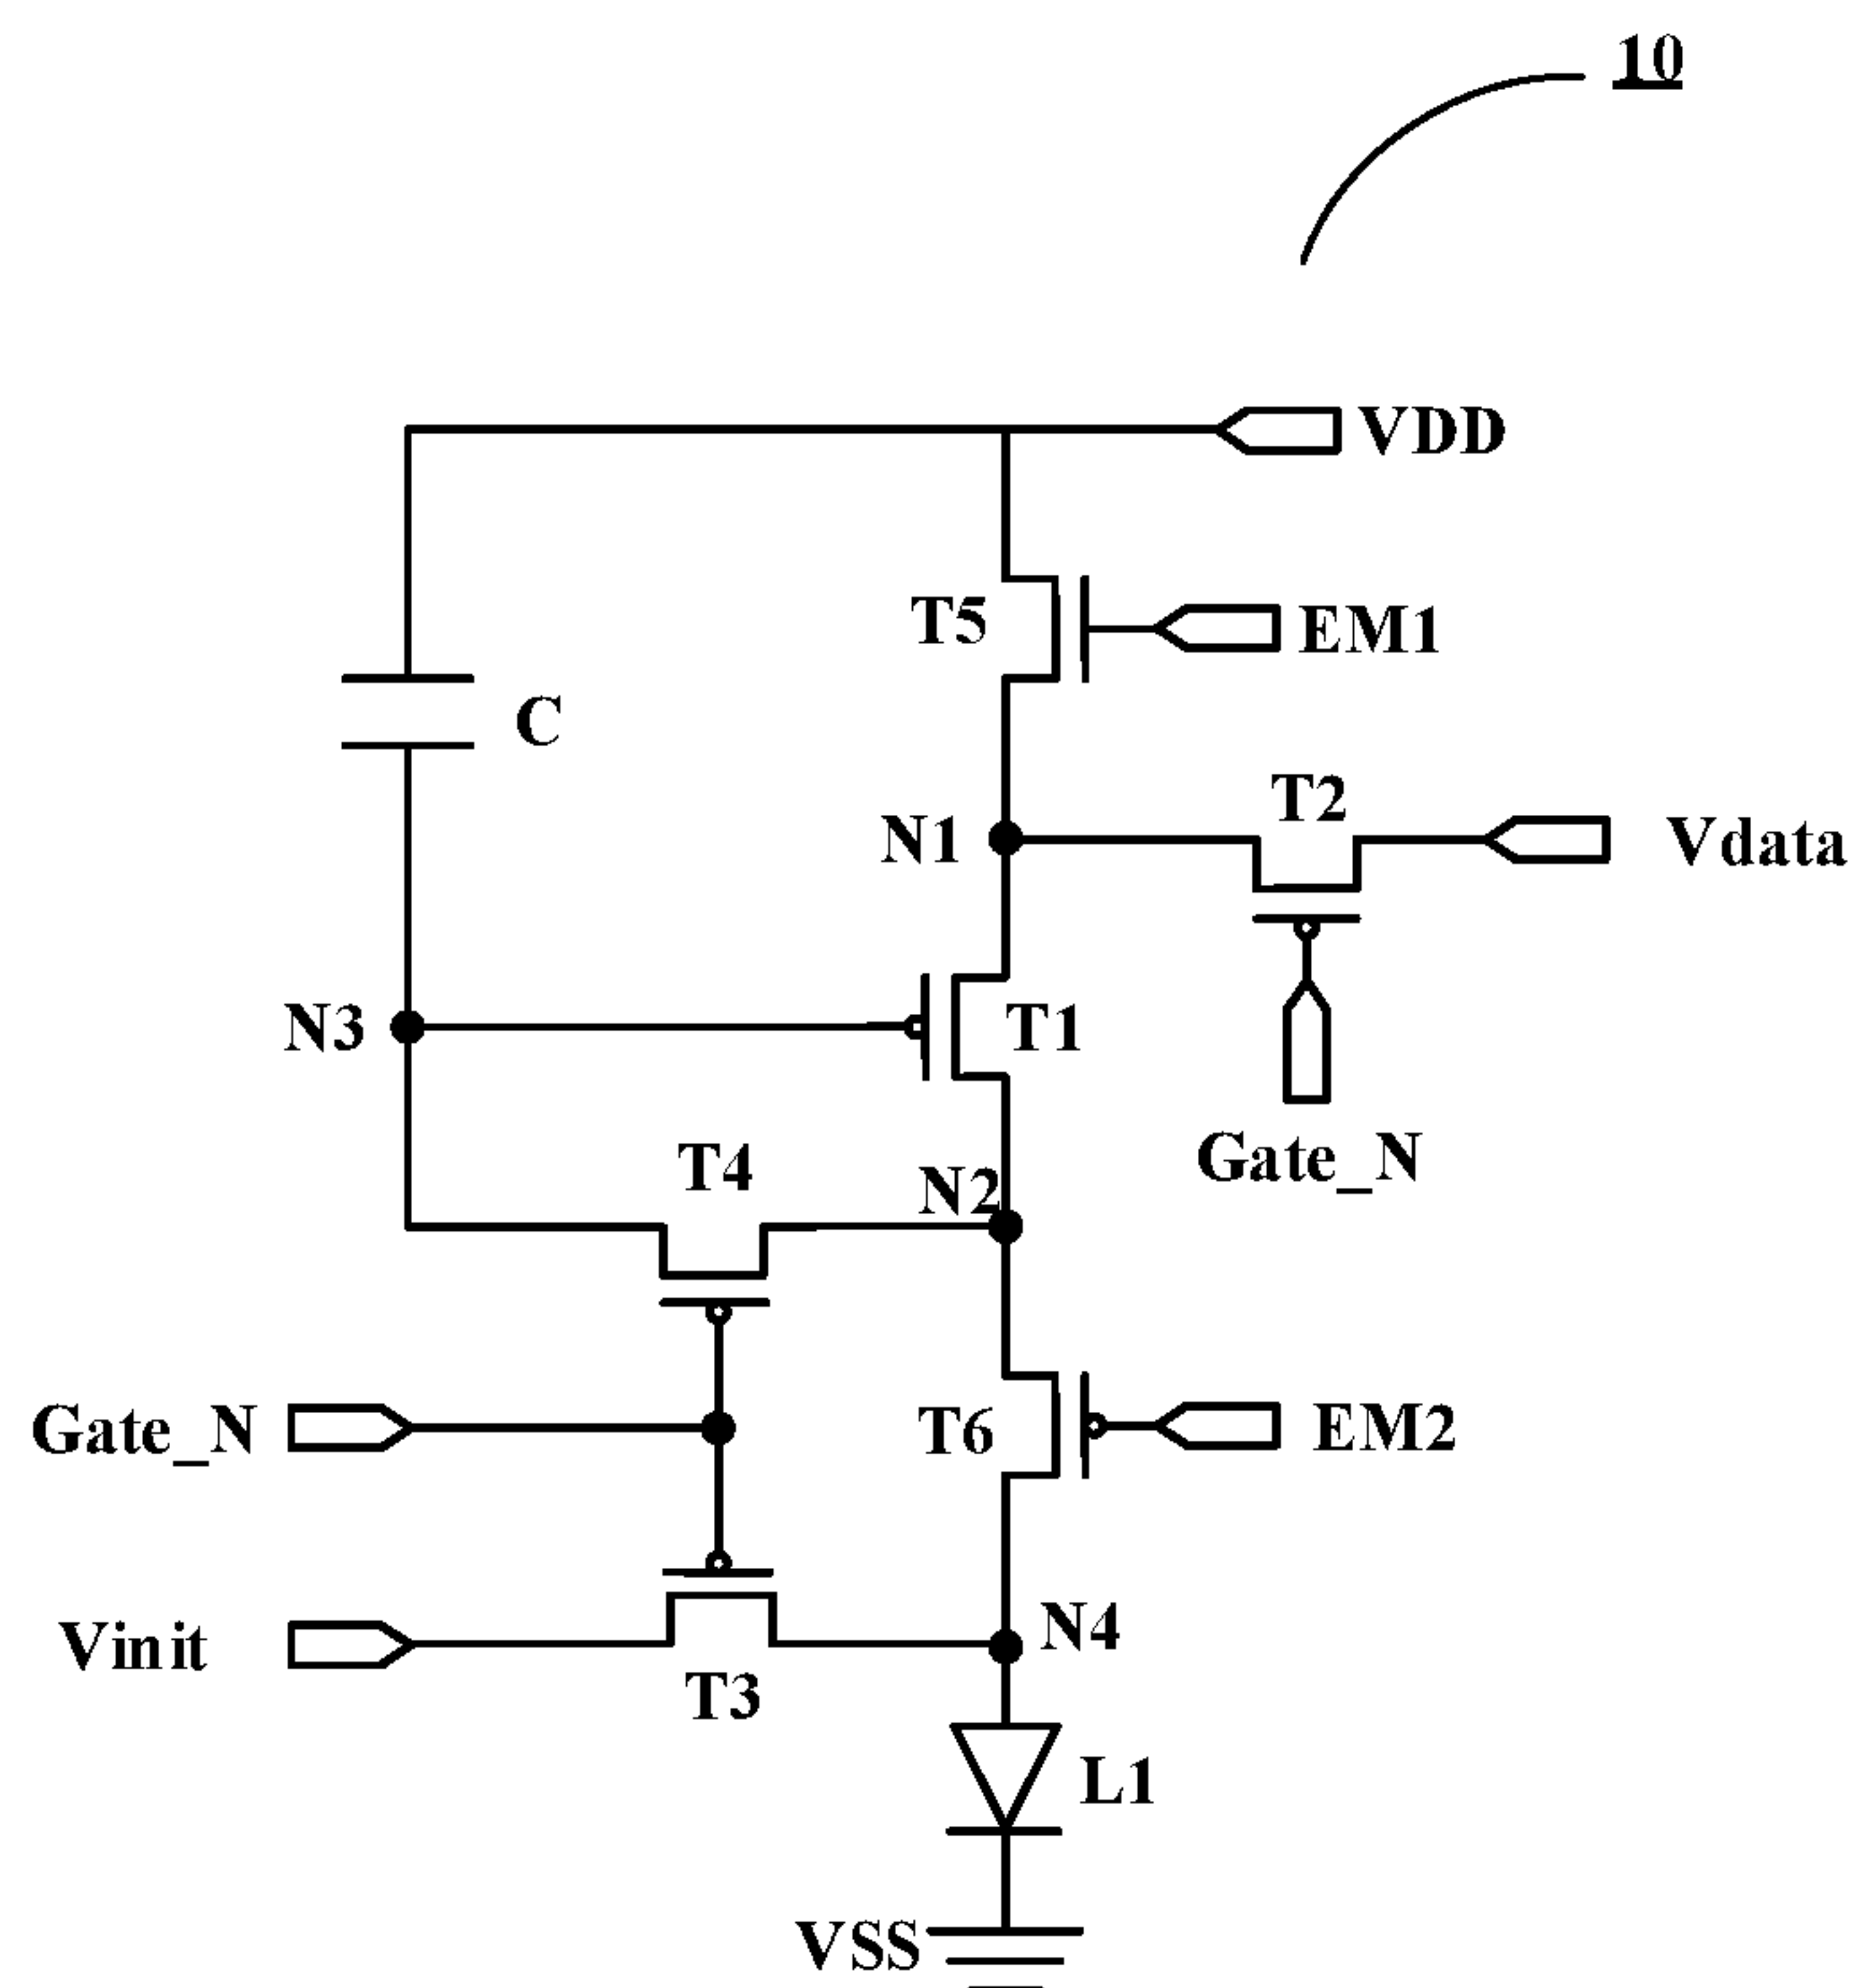 10
VDD
T5
EM1
C
T2
N1
Vdata
N3
T1
Gate_N
T4
N2
Gate_N
T6
EM2
Vinit
N4
T3
L1
VSS